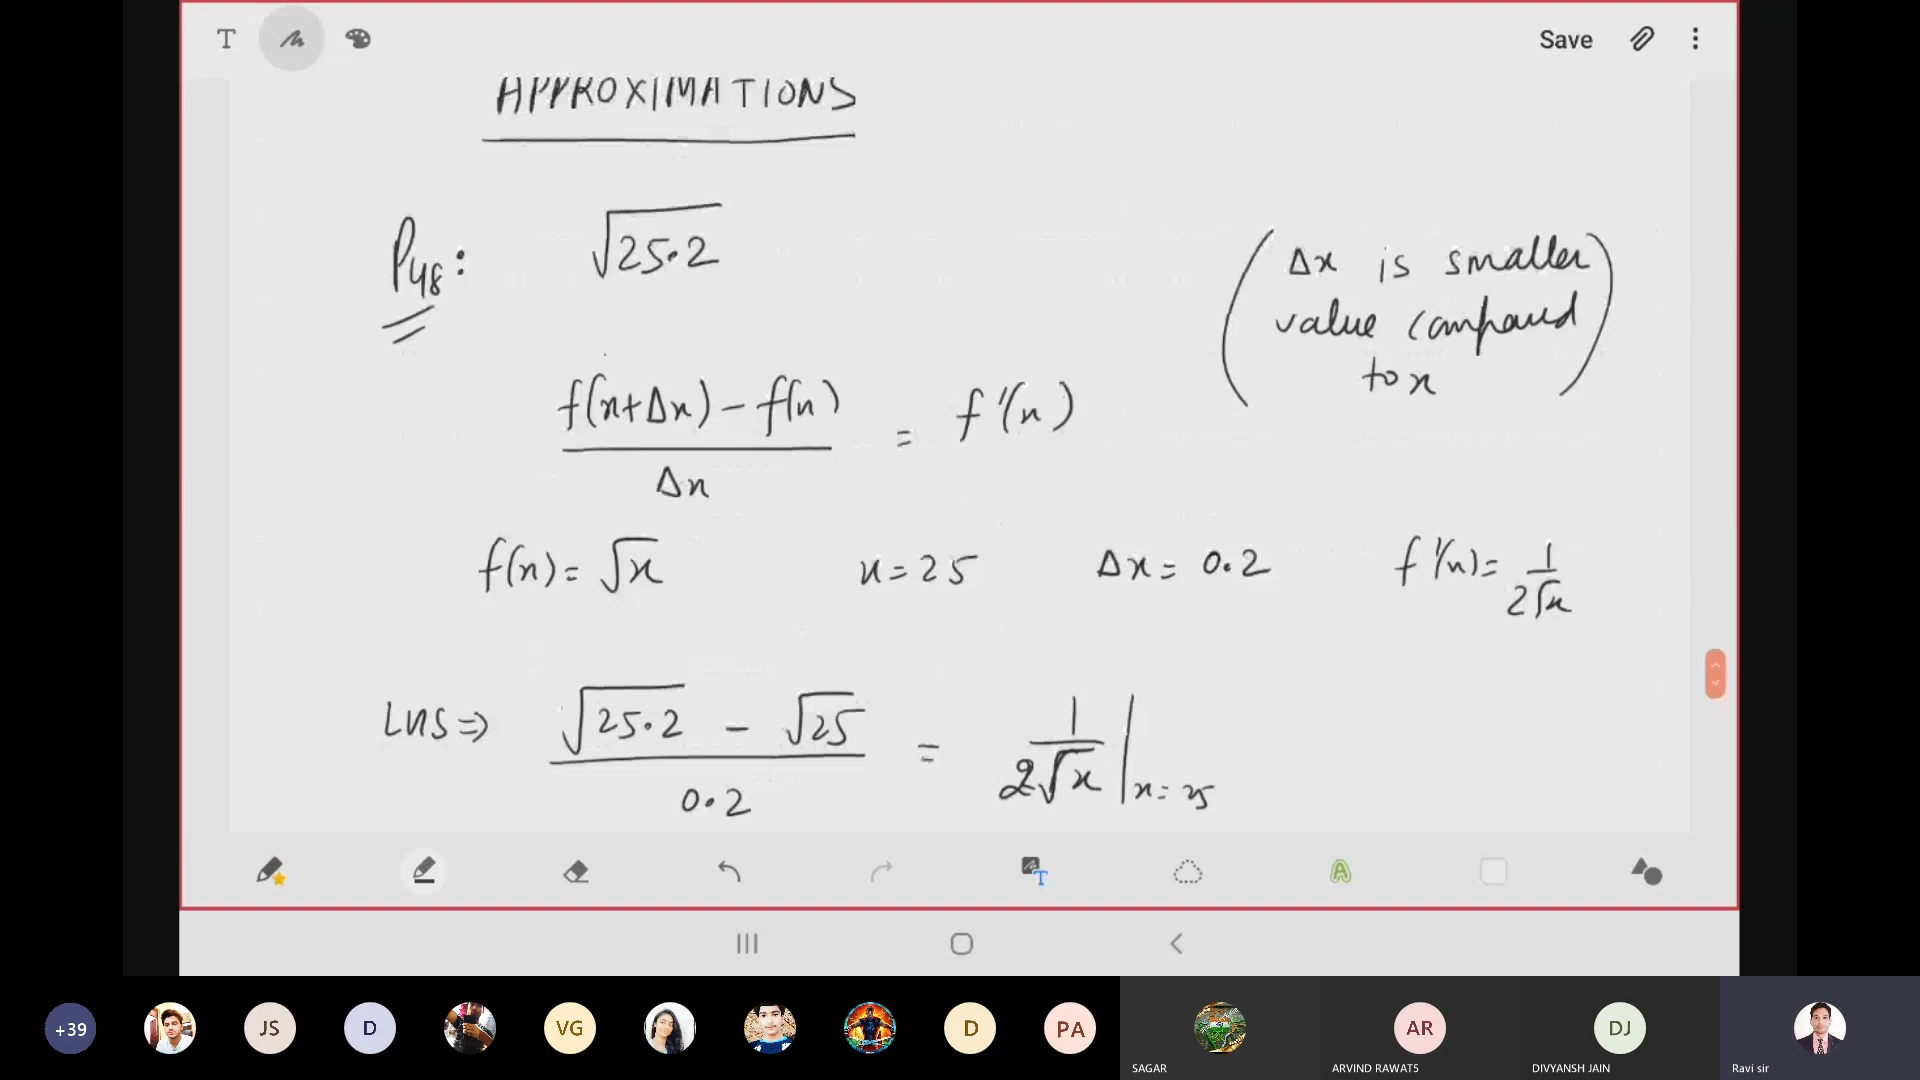 T Save
APPROXIMATIONS
P48: √25.2
(Δx is smaller
value compared
to x)
f(x+Δx) - f(x)
Δx
= f'(x)
f(x) = √x x = 25 Δx = 0.2 f'(x) = 1
2√x
LHS ⇒ √25.2 - √25
0.2
= 1
2√x | x = 25
T A
+39 JS D VG D PA AR DJ
SAGAR ARVIND RAWAT5 DIVYANSH JAIN Ravi sir